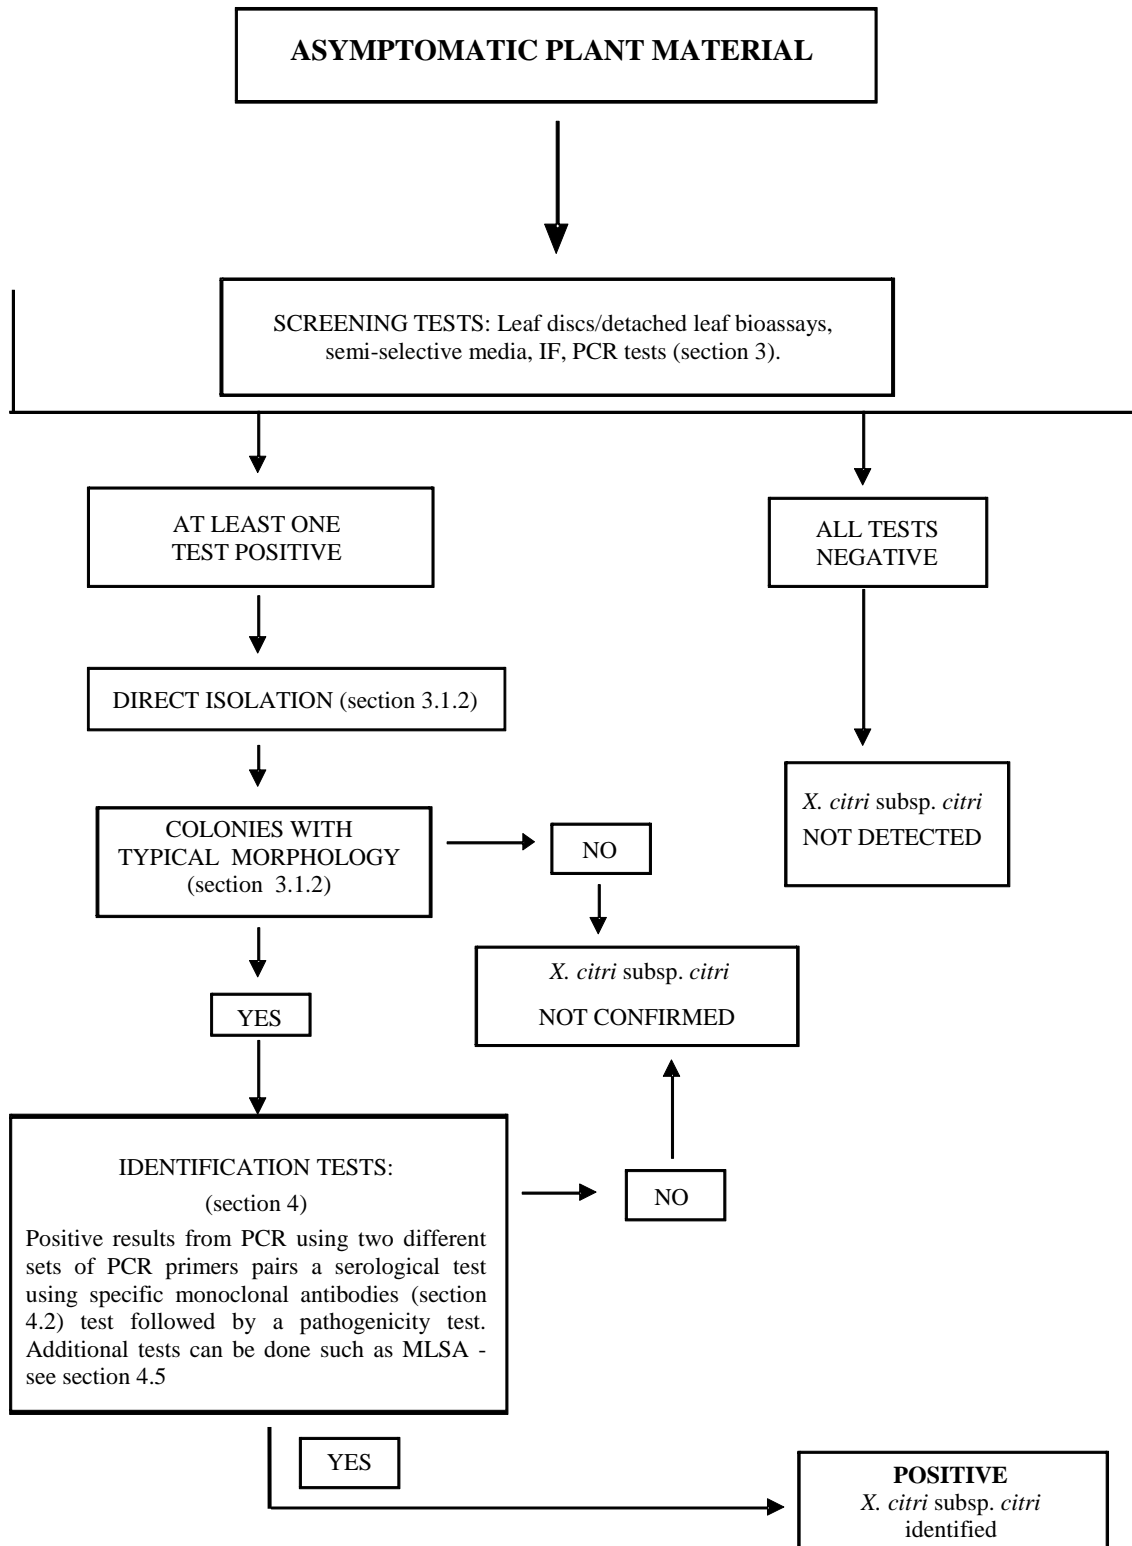 ASYMPTOMATIC PLANT MATERIAL
SCREENING TESTS: Leaf discs/detached leaf bioassays,
semi-selective media, IF, PCR tests (section 3).
AT LEAST ONE
TEST POSITIVE
ALL TESTS
NEGATIVE
DIRECT ISOLATION (section 3.1.2)
X. citri subsp. citri
NOT DETECTED
COLONIES WITH
TYPICAL MORPHOLOGY
(section 3.1.2)
NO
X. citri subsp. citri
NOT CONFIRMED
YES
IDENTIFICATION TESTS:
(section 4)
Positive results from PCR using two different
sets of PCR primers pairs a serological test
using specific monoclonal antibodies (section
4.2) test followed by a pathogenicity test.
Additional tests can be done such as MLSA -
see section 4.5
NO
YES
POSITIVE
X. citri subsp. citri
identified